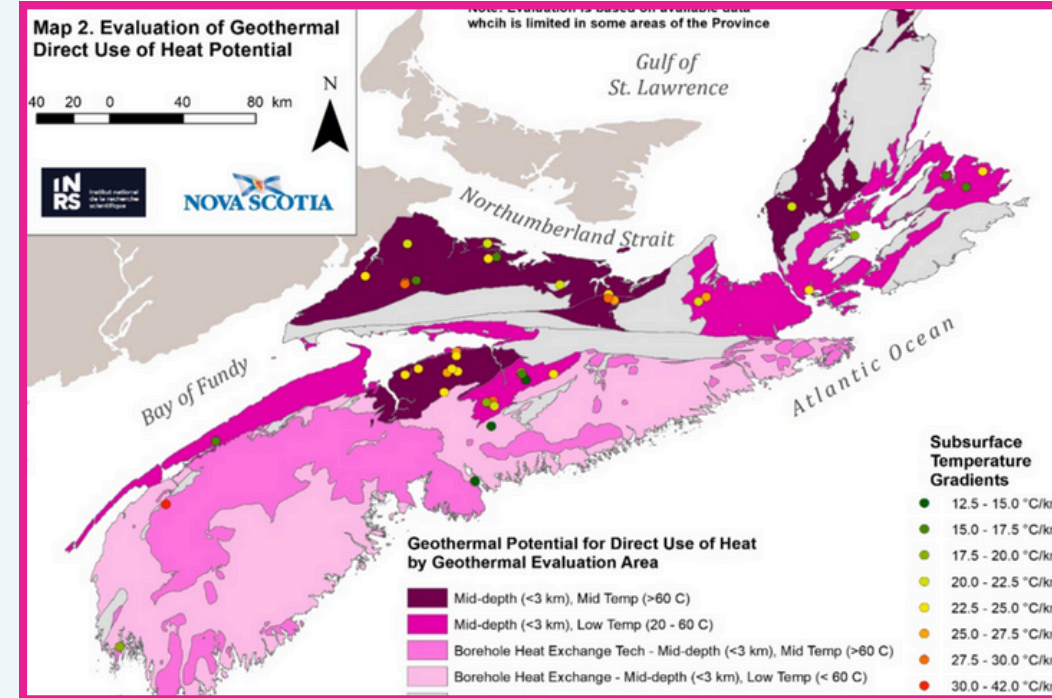 Note: Evaluation is based on available data
whcih is limited in some areas of the Province
Map 2. Evaluation of Geothermal
Direct Use of Heat Potential
N
40 20 0 40 80 km
INRS
Institut national
de la recherche
scientifique
NOVA SCOTIA
Gulf of
St. Lawrence
Northumberland Strait
Bay of Fundy
Atlantic Ocean
Subsurface
Temperature
Gradients
12.5 - 15.0 °C/km
15.0 - 17.5 °C/km
17.5 - 20.0 °C/km
20.0 - 22.5 °C/km
22.5 - 25.0 °C/km
25.0 - 27.5 °C/km
27.5 - 30.0 °C/km
30.0 - 42.0 °C/km
Geothermal Potential for Direct Use of Heat
by Geothermal Evaluation Area
Mid-depth (<3 km), Mid Temp (>60 C)
Mid-depth (<3 km), Low Temp (20 - 60 C)
Borehole Heat Exchange Tech - Mid-depth (<3 km), Mid Temp (>60 C)
Borehole Heat Exchange - Mid-depth (<3 km), Low Temp (< 60 C)